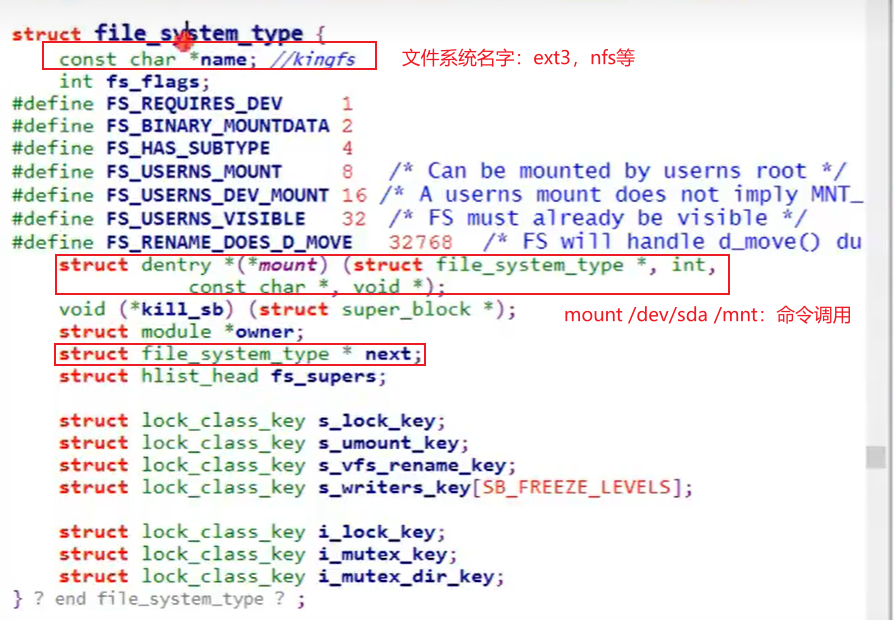 struct file_system_type {
const char *name; //kingfs
文件系统名字：ext3，nfs等
int fs_flags;
#define FS_REQUIRES_DEV 1
#define FS_BINARY_MOUNTDATA 2
#define FS_HAS_SUBTYPE 4
#define FS_USERNS_MOUNT 8 /* Can be mounted by userns root */
#define FS_USERNS_DEV_MOUNT 16 /* A userns mount does not imply MNT_
#define FS_USERNS_VISIBLE 32 /* FS must already be visible */
#define FS_RENAME_DOES_D_MOVE 32768 /* FS will handle d_move() du
struct dentry *(*mount) (struct file_system_type *, int,
const char *, void *);
void (*kill_sb) (struct super_block *);
mount /dev/sda /mnt：命令调用
struct module *owner;
struct file_system_type * next;
struct hlist_head fs_supers;
struct lock_class_key s_lock_key;
struct lock_class_key s_umount_key;
struct lock_class_key s_vfs_rename_key;
struct lock_class_key s_writers_key[SB_FREEZE_LEVELS];
struct lock_class_key i_lock_key;
struct lock_class_key i_mutex_key;
struct lock_class_key i_mutex_dir_key;
} ? end file_system_type ? ;